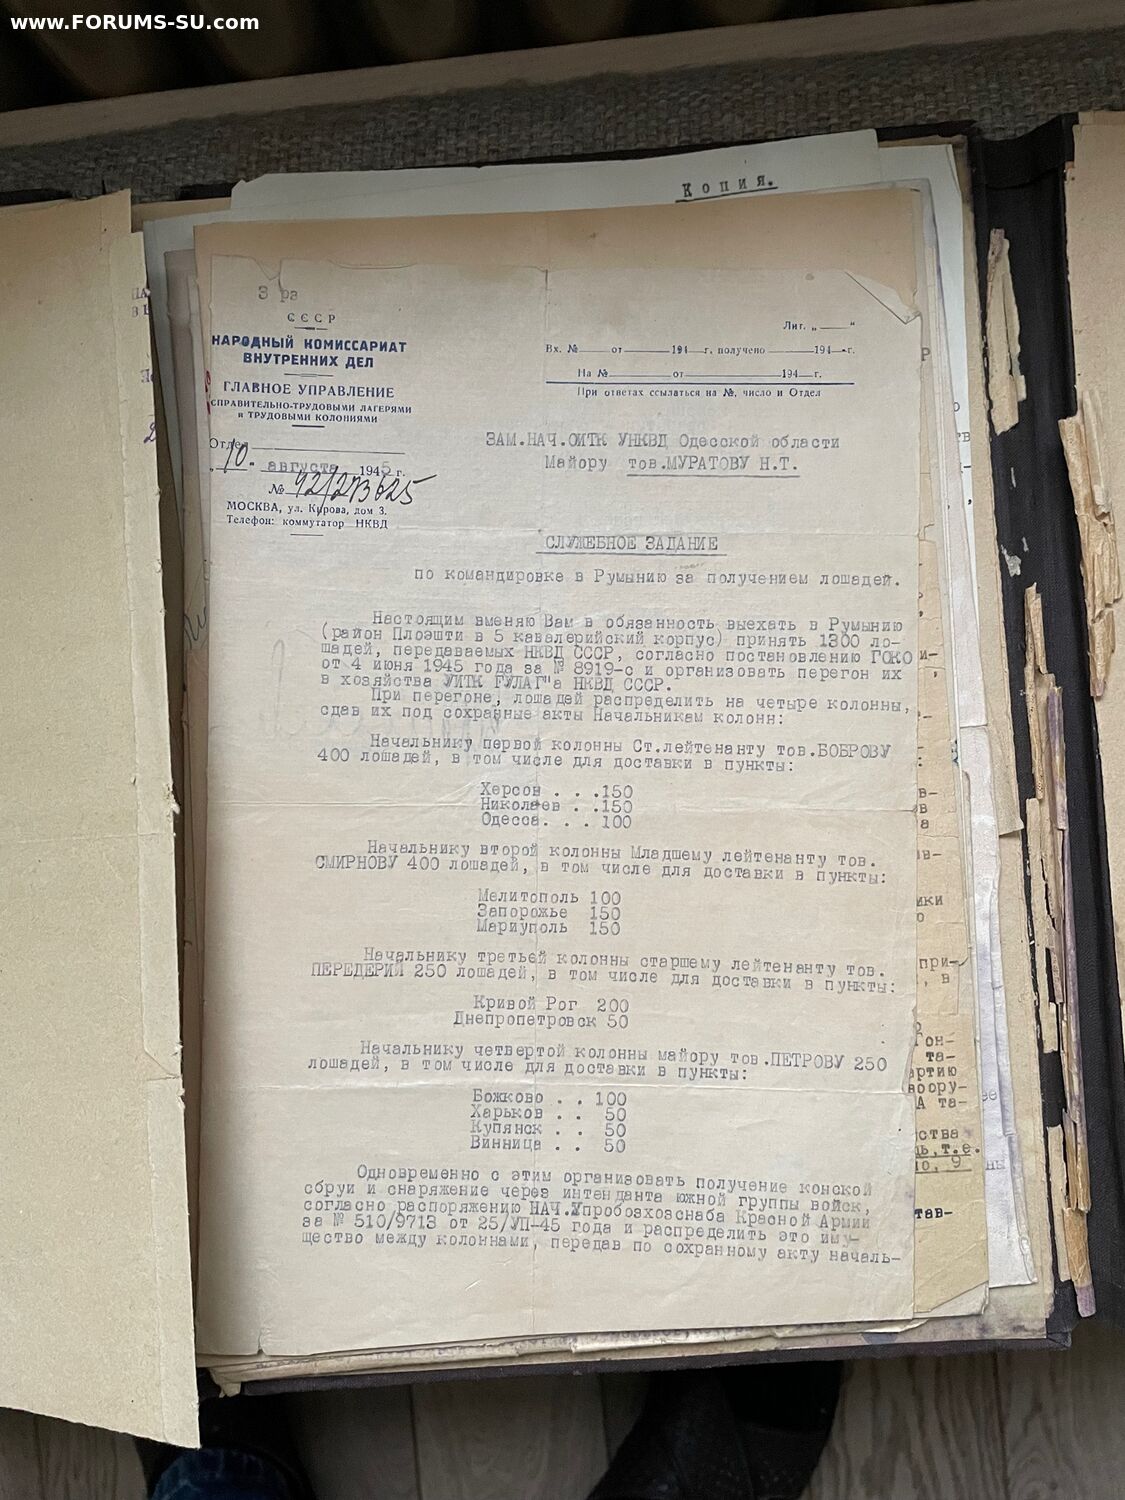 www.FORUMS-SU.com
Копия.
3 рз
СССР
НАРОДНЫЙ КОМИССАРИАТ
ВНУТРЕННИХ ДЕЛ
ГЛАВНОЕ УПРАВЛЕНИЕ
СПРАВИТЕЛЬНО-ТРУДОВЫМИ ЛАГЕРЯМИ
и ТРУДОВЫМИ КОЛОНИЯМИ
Отдел
„10. августа 1945 г.
№ 42/273625
МОСКВА, ул. Кирова, дом 3.
Телефон: коммутатор НКВД
Лит. „ “
Вх. № от 194 г, получено 194 г.
На № от 194 г.
При ответах ссылаться на №, число и Отдел
ЗАМ.НАЧ.ОИТК УНКВД Одесской области
Майору тов.МУРАТОВУ Н.Т.
СЛУЖЕБНОЕ ЗАДАНИЕ
по командировке в Румынию за получением лошадей.
Настоящим вменяю Вам в обязанность выехать в Румынию
(район Плоэшти в 5 кавалерийский корпус) принять 1300 ло-
шадей, передаваемых НКВД СССР, согласно постановлению ГОКО
от 4 июня 1945 года за № 8919-с и организовать перегон их
в хозяйства УИТК ГУЛАГ"а НКВД СССР.
При перегоне, лошадей распределить на четыре колонны,
сдав их под сохранные акты Начальникам колонн:
Начальнику первой колонны Ст.лейтенанту тов.БОБРОВУ
400 лошадей, в том числе для доставки в пункты:
Херсон . . .150
Николаев . .150
Одесса. . . 100
Начальнику второй колонны Младшему лейтенанту тов.
СМИРНОВУ 400 лошадей, в том числе для доставки в пункты:
Мелитополь 100
Запорожье 150
Мариуполь 150
Начальнику третьей колонны старшему лейтенанту тов.
ПЕРЕДЕРИЙ 250 лошадей, в том числе для доставки в пункты:
Кривой Рог 200
Днепропетровск 50
Начальнику четвертой колонны майору тов.ПЕТРОВУ 250
лошадей, в том числе для доставки в пункты:
Божково . . 100
Харьков . . 50
Купянск . . 50
Винница . . 50
Одновременно с этим организовать получение конской
сбруи и снаряжение через интенданта южной группы войск,
согласно распоряжению НАЧ.Упробозхозснаба Красной Армии
за № 510/9713 от 25/УП-45 года и распределить это иму-
щество между колоннами, передав по сохранному акту началь-